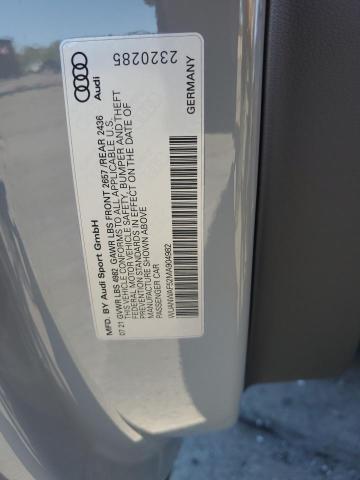 MFD. BY Audi Sport GmbH
07.21 GVWR LBS 4982 GAWR LBS FRONT 2657 /REAR 2436
THIS VEHICLE CONFORMS TO ALL APPLICABLE U.S.
FEDERAL MOTOR VEHICLE SAFETY, BUMPER AND THEFT
PREVENTION STANDARDS IN EFFECT ON THE DATE OF
MANUFACTURE SHOWN ABOVE
PASSENGER CAR
WUANWAF52MA904982
Audi
2320285
GERMANY